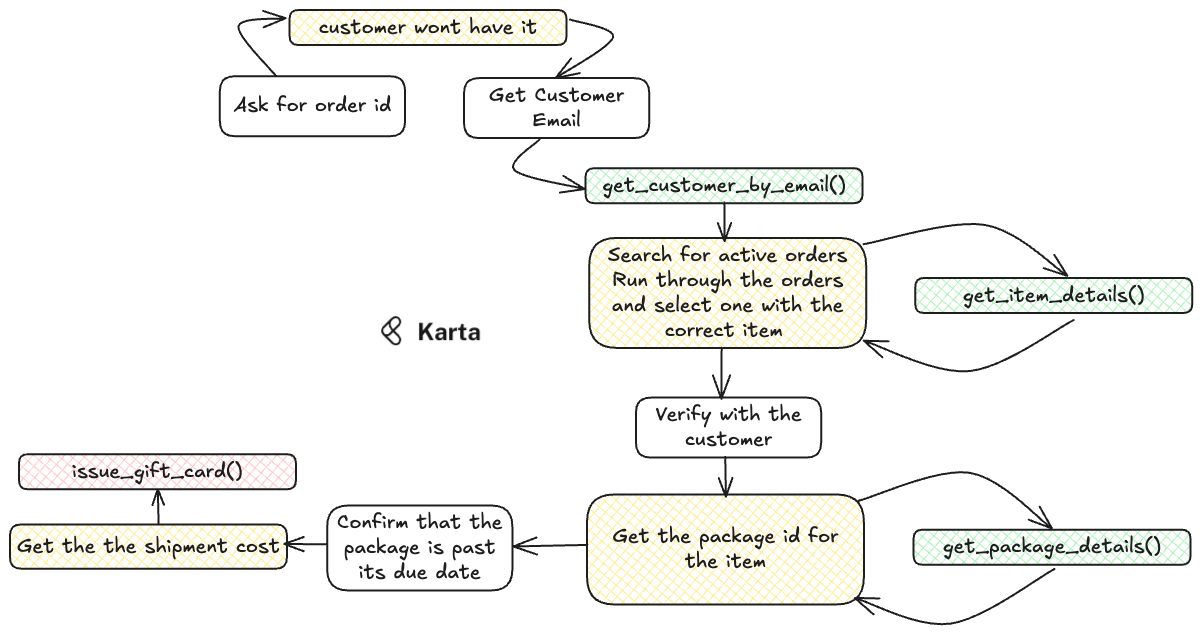 customer wont have it
Ask for order id
Get Customer
Email
get_customer_by_email()
Search for active orders
Run through the orders
and select one with the
correct item
get_item_details()
Karta
Verify with the
customer
issue_gift_card()
Get the the shipment cost
Confirm that the
package is past
its due date
Get the package id for
the item
get_package_details()